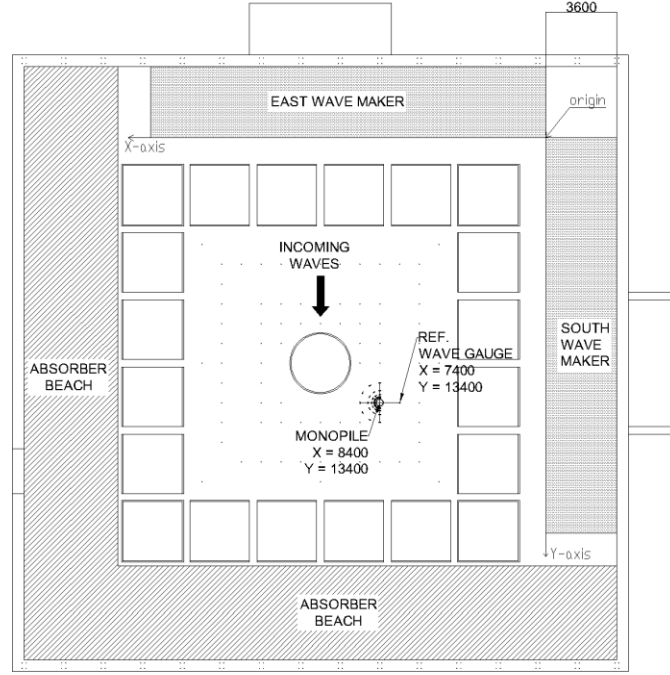 3600
EAST WAVE MAKER
origin
X-axis
INCOMING
WAVES
REF.
WAVE GAUGE
X = 7400
Y = 13400
SOUTH
WAVE
MAKER
ABSORBER
BEACH
MONOPILE
X = 8400
Y = 13400
Y-axis
ABSORBER
BEACH